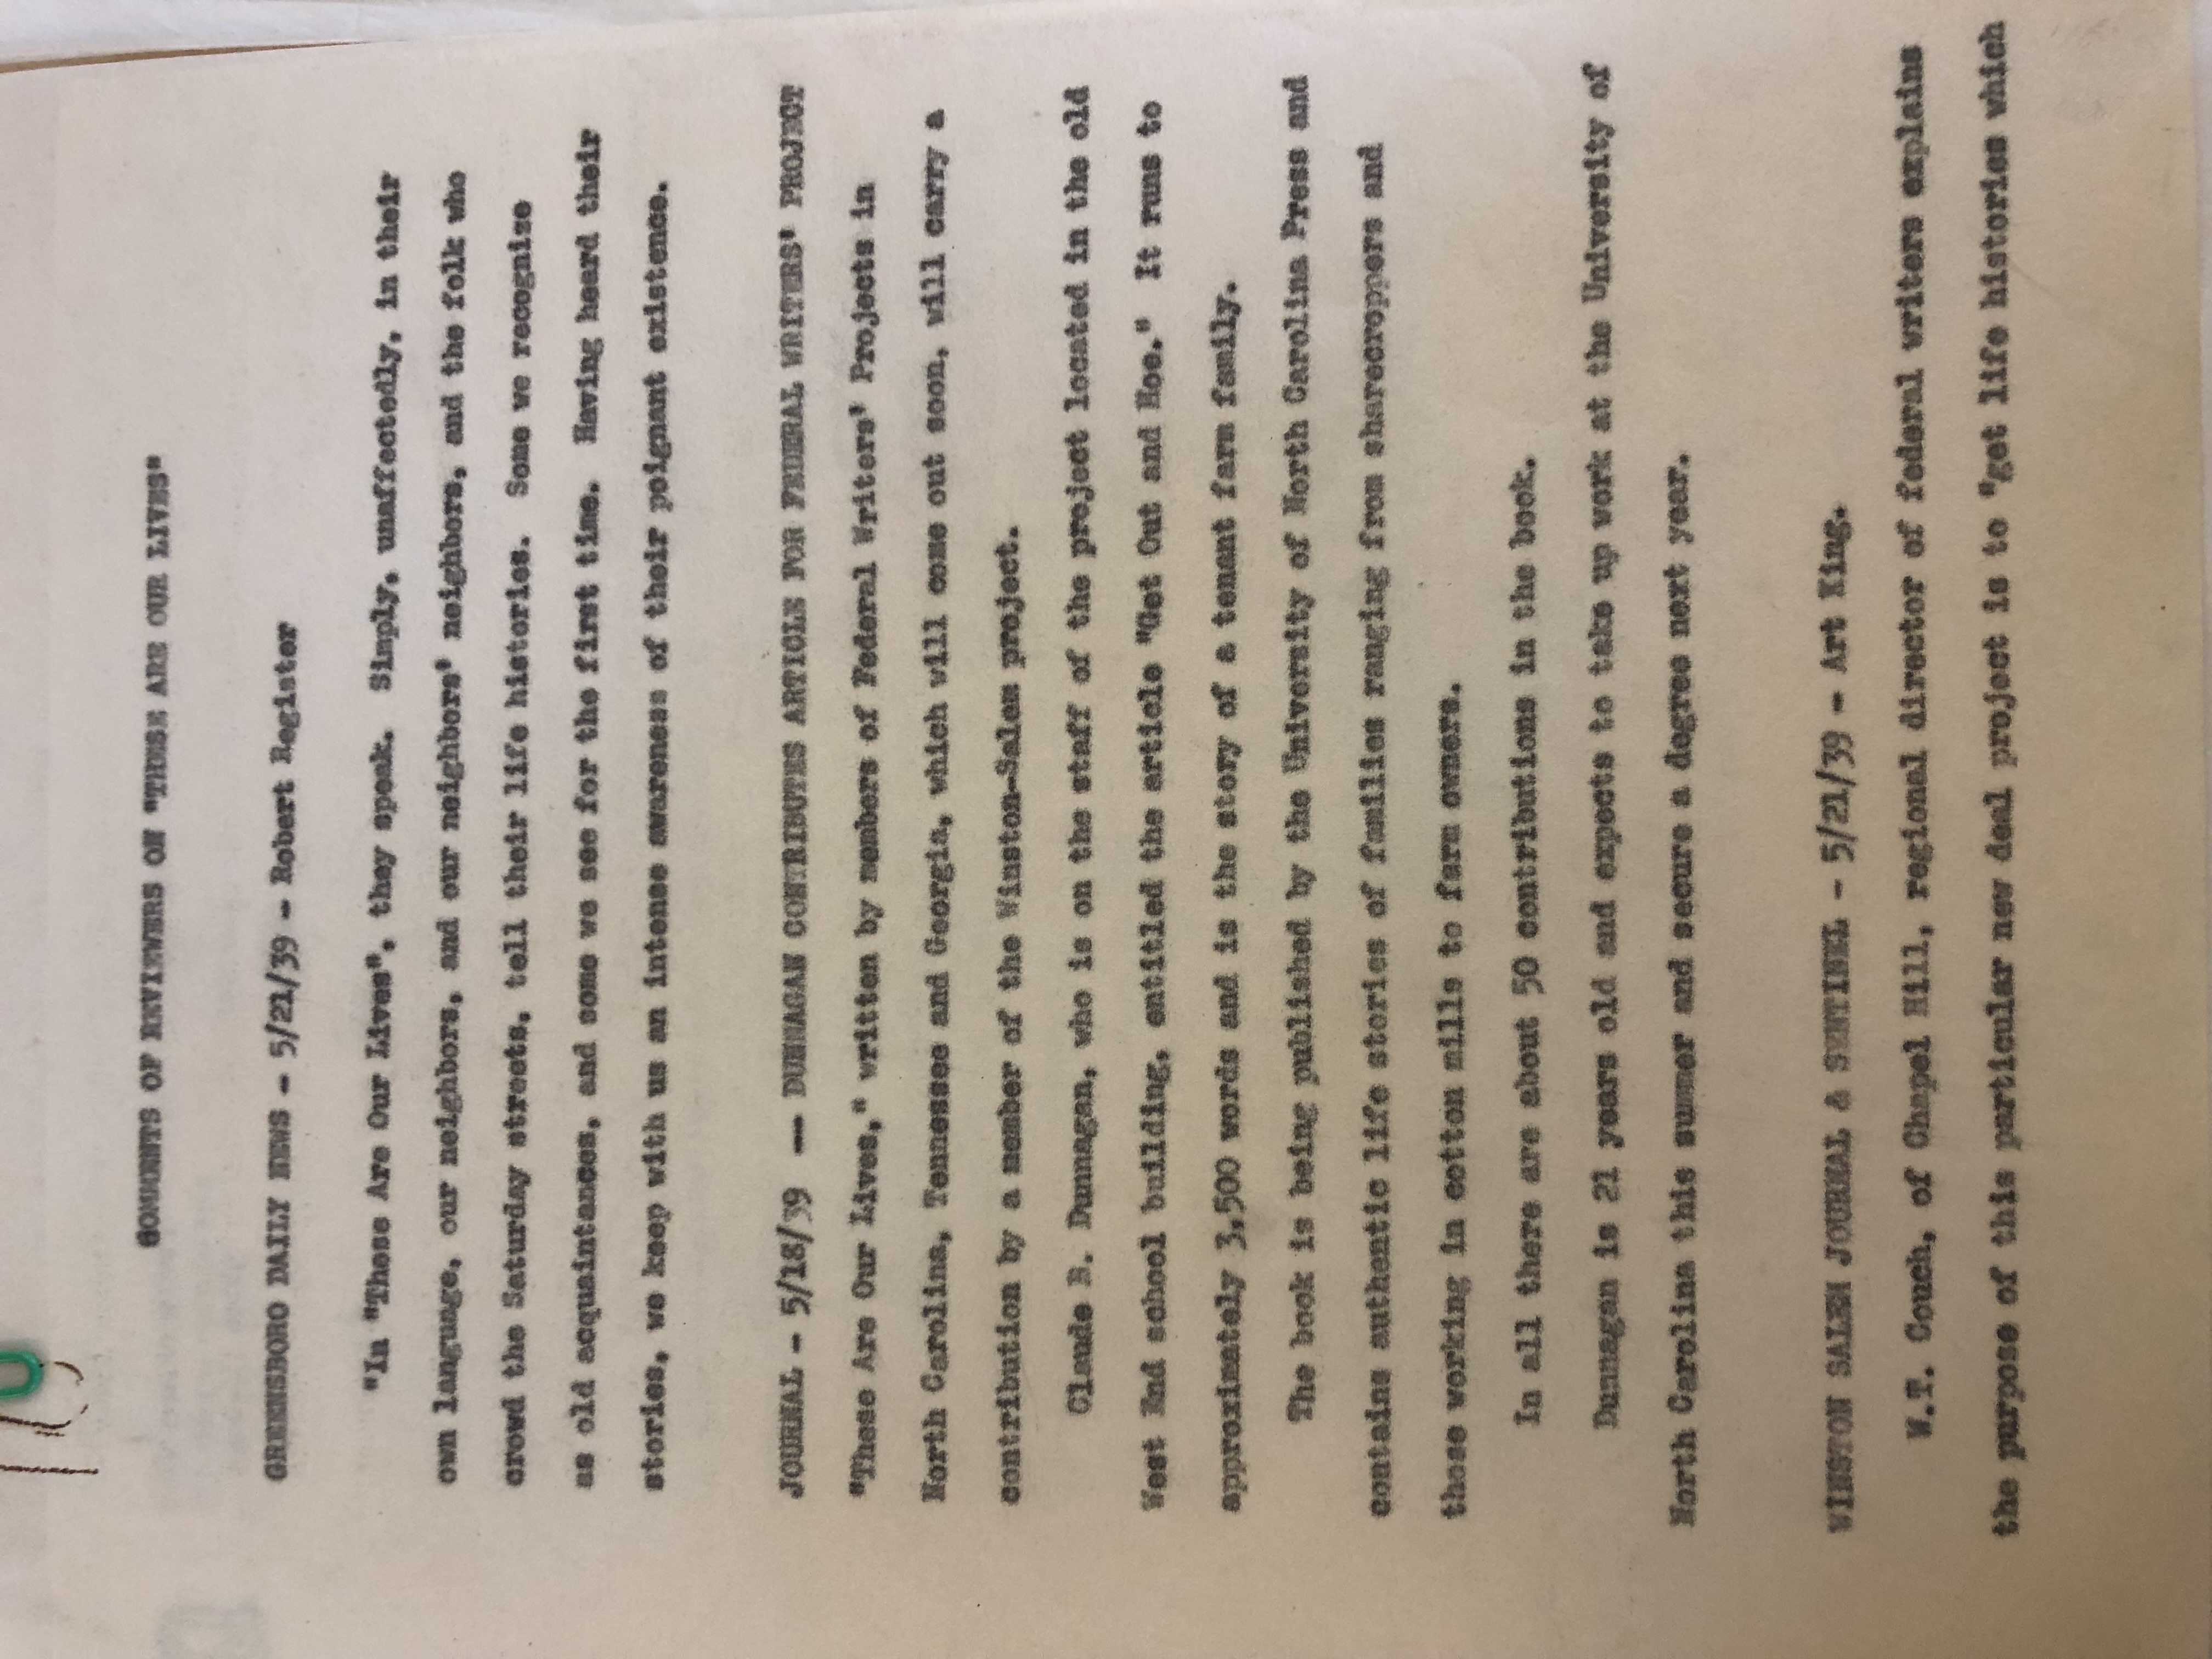 COMMENTS OF REVIEWERS ON "THESE ARE OUR LIVES"
GREENSBORO DAILY NEWS - 5/21/39 - Robert Register
"In "These Are Our Lives", they speak. Simply, unaffectedly, in their
own language, our neighbors, and our neighbors' neighbors, and the folk who
crowd the Saturday streets, tell their life histories. Some we recognize
as old acquaintances, and some we see for the first time. Having heard their
stories, we keep with us an intense awareness of their poignant existence.
JOURNAL - 5/18/39 -- DUNNAGAN CONTRIBUTES ARTICLE FOR FEDERAL WRITERS' PROJECT
"These Are Our Lives," written by members of Federal Writers' Projects in
North Carolina, Tennessee and Georgia, which will come out soon, will carry a
contribution by a member of the Winston-Salem project.
Claude B. Dunnagan, who is on the staff of the project located in the old
West End school building, entitled the article "Get Out and Hoe." It runs to
approximately 3,500 words and is the story of a tenant farm family.
The book is being published by the University of North Carolina Press and
contains authentic life stories of families ranging from sharecroppers and
those working in cotton mills to farm owners.
In all there are about 50 contributions in the book.
Dunnagan is 21 years old and expects to take up work at the University of
North Carolina this summer and secure a degree next year.
WINSTON SALEM JOURNAL & SENTINEL - 5/21/39 - Art King.
W.T. Couch, of Chapel Hill, regional director of federal writers explains
the purpose of this particular new deal project is to "get life histories which